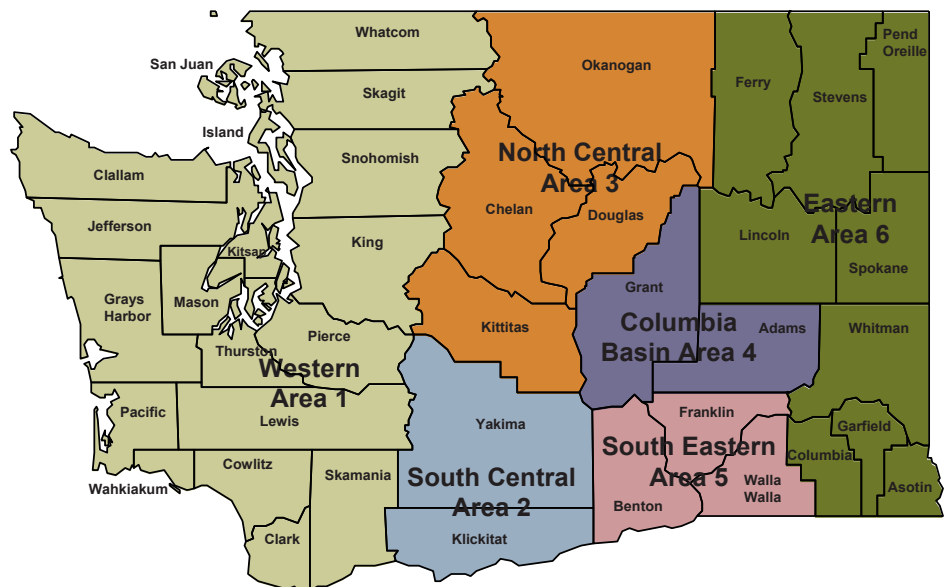 Whatcom
San Juan
Skagit
Island
Snohomish
Clallam
Jefferson
Kitsap
King
Grays
Harbor
Mason
Thurston
Pierce
Western
Area 1
Pacific
Lewis
Wahkiakum
Cowlitz
Skamania
Clark
Okanogan
North Central
Area 3
Chelan
Douglas
Kittitas
Yakima
South Central
Area 2
Klickitat
Grant
Columbia
Basin Area 4
Adams
Franklin
South Eastern
Area 5
Benton
Walla
Walla
Pend
Oreille
Ferry
Stevens
Eastern
Area 6
Lincoln
Spokane
Whitman
Garfield
Columbia
Asotin